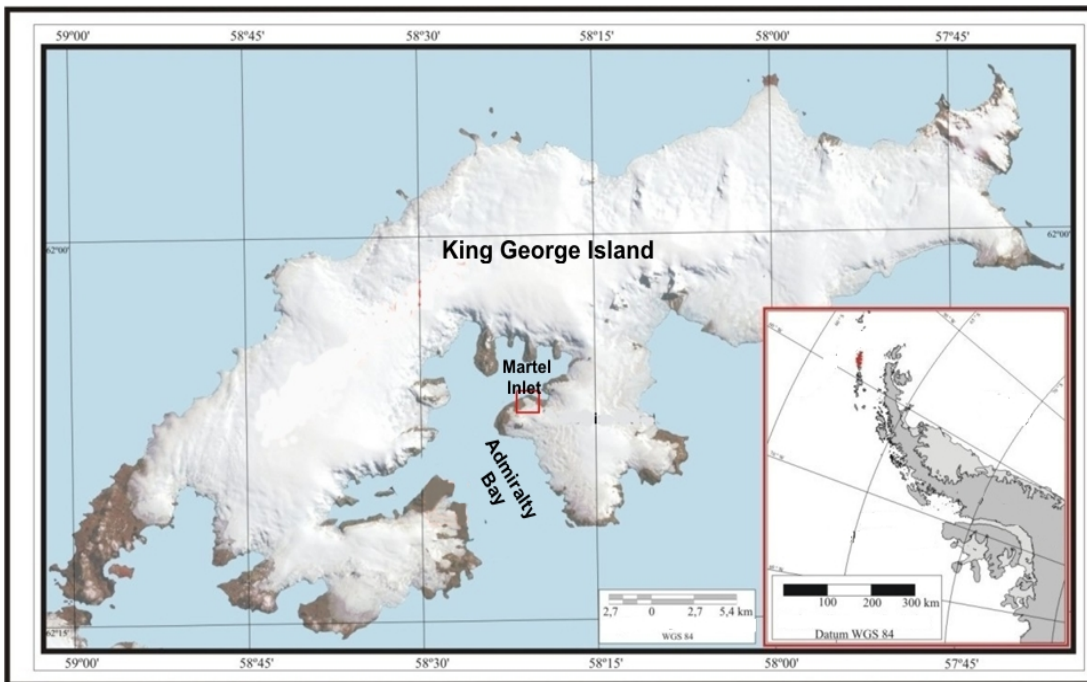 59°00' 58°45' 58°30' 58°15' 58°00' 57°45'
62°00' 62°00'
King George Island
Martel
Inlet
i
Admiralty
Bay
2,7 0 2,7 5,4 km
WGS 84
100 200 300 km
Datum WGS 84
62°15'
59°00' 58°45' 58°30' 58°15' 58°00' 57°45'